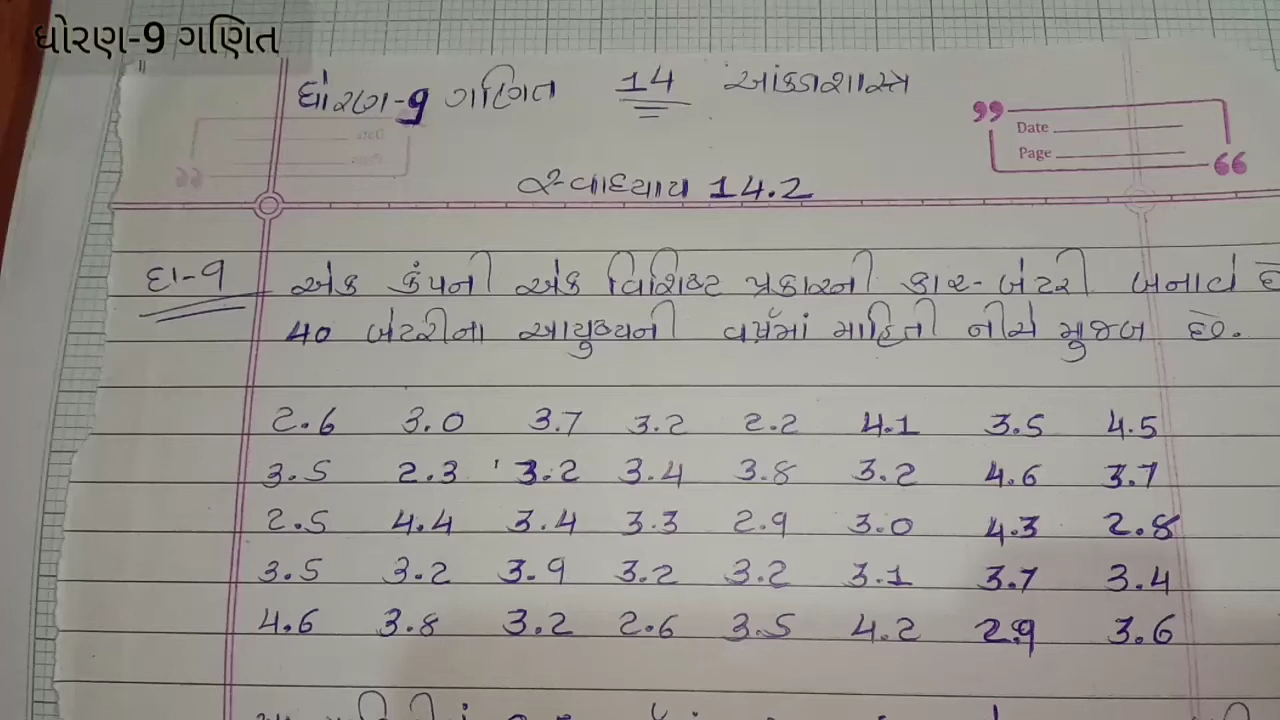 ધોરણ-9 ગણિત
ધોરણ-9 ગણિત 14 આંકડાશાસ્ત્ર
Date
Page
સ્વાધ્યાય 14.2
દા-9 એક કંપની એક વિશિષ્ટ પ્રકારની કાર-બેટરી બનાવે છે
40 બેટરીના આયુષ્યની વર્ષમાં માહિતી નીચે મુજબ છે.
2.6 3.0 3.7 3.2 2.2 4.1 3.5 4.5
3.5 2.3 3.2 3.4 3.8 3.2 4.6 3.7
2.5 4.4 3.4 3.3 2.9 3.0 4.3 2.8
3.5 3.2 3.9 3.2 3.2 3.1 3.7 3.4
4.6 3.8 3.2 2.6 3.5 4.2 2.9 3.6